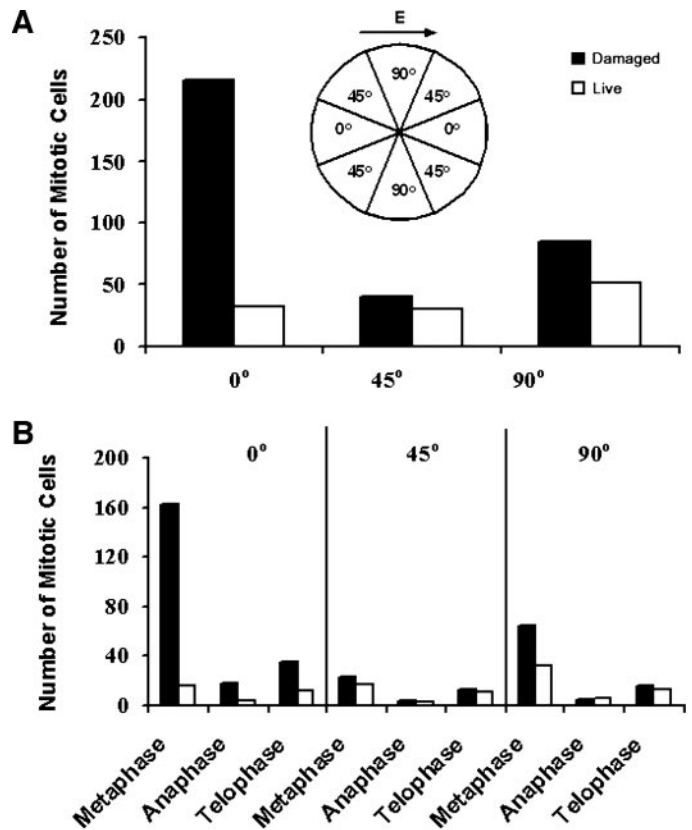 A
E
250
200
150
100
50
0
Number of Mitotic Cells
90°
45°
45°
0°
0°
45°
45°
90°
Damaged
Live
0°
45°
90°
B
0°
45°
90°
200
160
120
80
40
0
Number of Mitotic Cells
Metaphase
Anaphase
Telophase
Metaphase
Anaphase
Telophase
Metaphase
Anaphase
Telophase